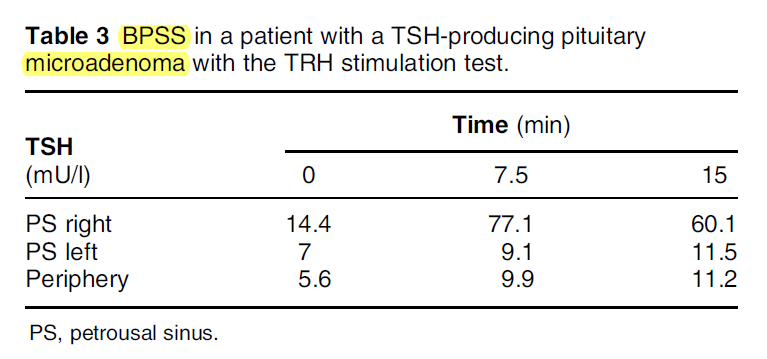 Table 3 BPSS in a patient with a TSH-producing pituitary
microadenoma with the TRH stimulation test.
Time (min)
TSH
(mU/l) 0 7.5 15
PS right 14.4 77.1 60.1
PS left 7 9.1 11.5
Periphery 5.6 9.9 11.2
PS, petrousal sinus.